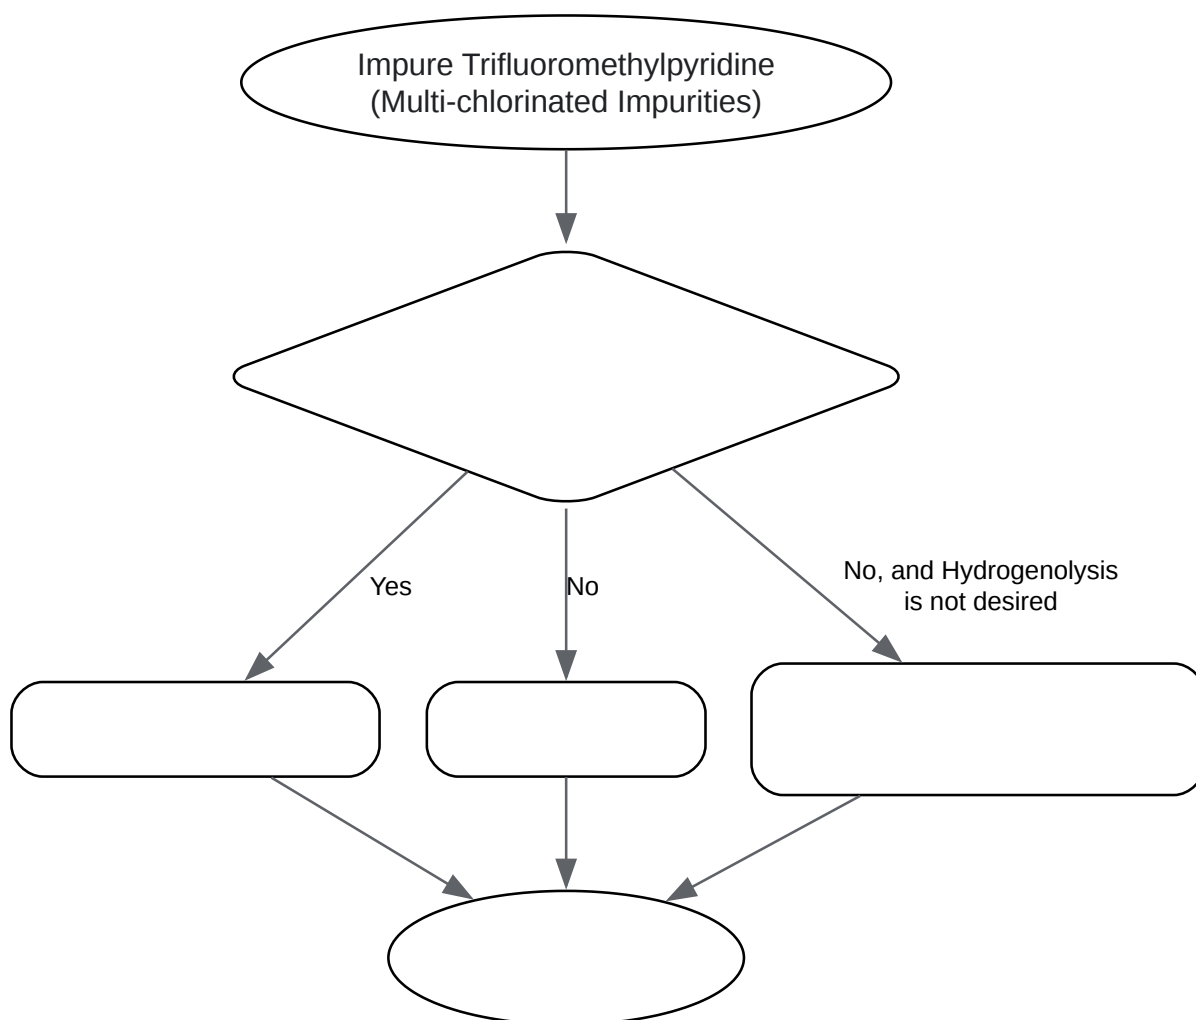 Impure Trifluoromethylpyridine
(Multi-chlorinated Impurities)
Yes
No
No, and Hydrogenolysis
is not desired